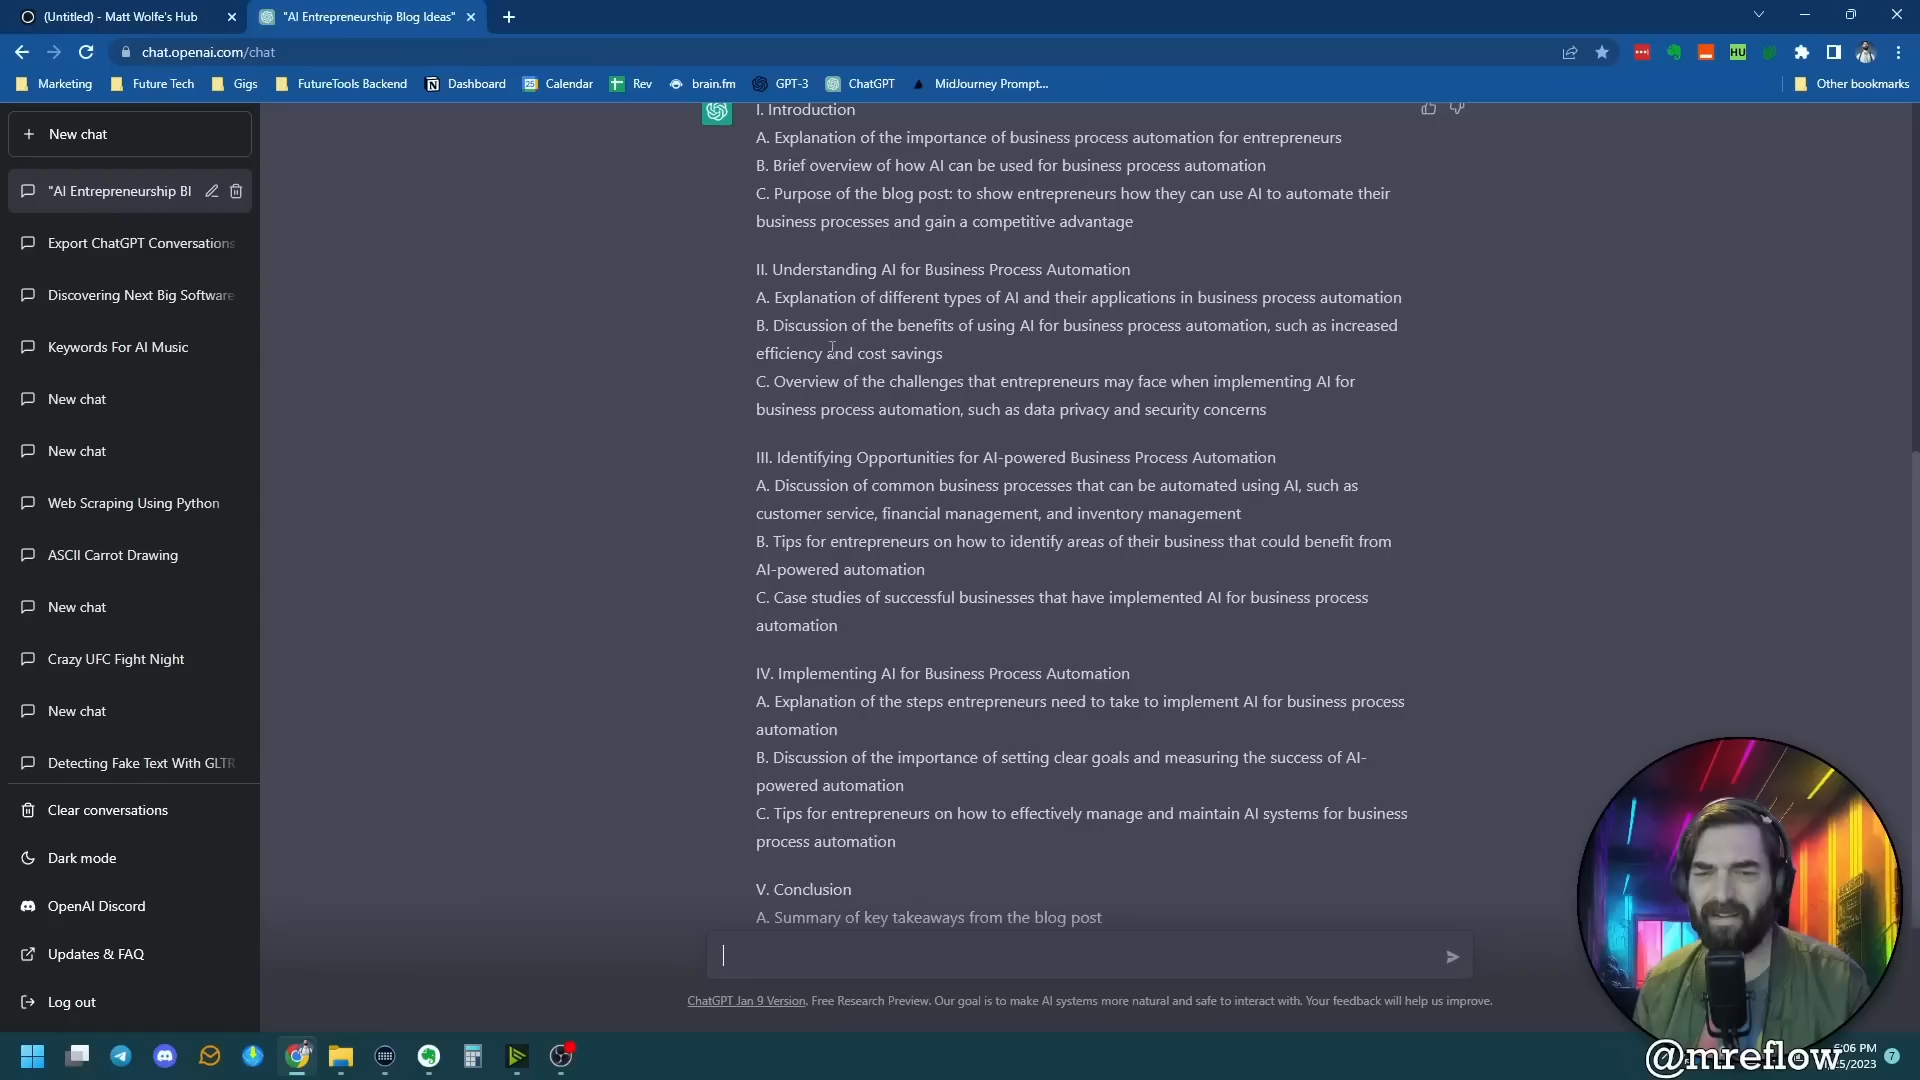 (Untitled) - Matt Wolfe's Hub
"AI Entrepreneurship Blog Ideas"
chat.openai.com/chat
HU
Marketing
Future Tech
Gigs
FutureTools Backend
Dashboard
Calendar
Rev
brain.fm
GPT-3
ChatGPT
MidJourney Prompt...
Other bookmarks
New chat
"AI Entrepreneurship Bl
Export ChatGPT Conversations
Discovering Next Big Software
Keywords For AI Music
New chat
New chat
Web Scraping Using Python
ASCII Carrot Drawing
New chat
Crazy UFC Fight Night
New chat
Detecting Fake Text With GLTR
Clear conversations
Dark mode
OpenAI Discord
Updates & FAQ
Log out
I. Introduction
A. Explanation of the importance of business process automation for entrepreneurs
B. Brief overview of how AI can be used for business process automation
C. Purpose of the blog post: to show entrepreneurs how they can use AI to automate their
business processes and gain a competitive advantage
II. Understanding AI for Business Process Automation
A. Explanation of different types of AI and their applications in business process automation
B. Discussion of the benefits of using AI for business process automation, such as increased
efficiency and cost savings
C. Overview of the challenges that entrepreneurs may face when implementing AI for
business process automation, such as data privacy and security concerns
III. Identifying Opportunities for AI-powered Business Process Automation
A. Discussion of common business processes that can be automated using AI, such as
customer service, financial management, and inventory management
B. Tips for entrepreneurs on how to identify areas of their business that could benefit from
AI-powered automation
C. Case studies of successful businesses that have implemented AI for business process
automation
IV. Implementing AI for Business Process Automation
A. Explanation of the steps entrepreneurs need to take to implement AI for business process
automation
B. Discussion of the importance of setting clear goals and measuring the success of AI-
powered automation
C. Tips for entrepreneurs on how to effectively manage and maintain AI systems for business
process automation
V. Conclusion
A. Summary of key takeaways from the blog post
ChatGPT Jan 9 Version. Free Research Preview. Our goal is to make AI systems more natural and safe to interact with. Your feedback will help us improve.
@mreflow
:06 PM
5/2023
7